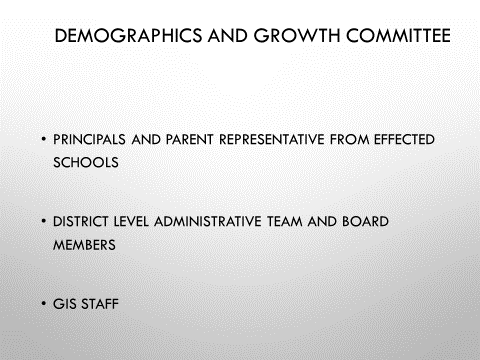 DEMOGRAPHICS AND GROWTH COMMITTEE
• PRINCIPALS AND PARENT REPRESENTATIVE FROM EFFECTED
SCHOOLS
• DISTRICT LEVEL ADMINISTRATIVE TEAM AND BOARD
MEMBERS
• GIS STAFF